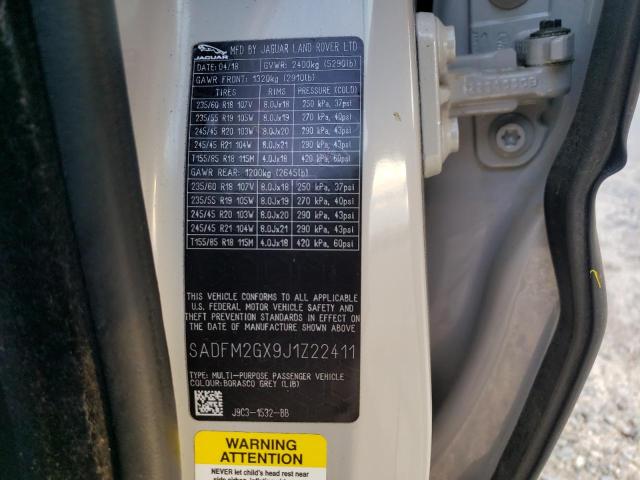 MFD BY JAGUAR LAND ROVER LTD
JAGUAR
DATE: 04/18 GVWR: 2400kg (5290lb)
GAWR FRONT: 1320kg (2910lb)
TIRES RIMS PRESSURE (COLD)
235/60 R18 107V 8.0Jx18 250 kPa, 37psi
235/55 R19 105W 8.0Jx19 270 kPa, 40psi
245/45 R20 103W 8.0Jx20 290 kPa, 43psi
245/45 R21 104W 8.0Jx21 290 kPa, 43psi
T155/85 R18 115M 4.0Jx18 420 kPa, 60psi
GAWR REAR: 1200kg (2645lb)
235/60 R18 107V 8.0Jx18 250 kPa, 37psi
235/55 R19 105W 8.0Jx19 270 kPa, 40psi
245/45 R20 103W 8.0Jx20 290 kPa, 43psi
245/45 R21 104W 8.0Jx21 290 kPa, 43psi
T155/85 R18 115M 4.0Jx18 420 kPa, 60psi
THIS VEHICLE CONFORMS TO ALL APPLICABLE
U.S. FEDERAL MOTOR VEHICLE SAFETY AND
THEFT PREVENTION STANDARDS IN EFFECT ON
THE DATE OF MANUFACTURE SHOWN ABOVE
SADFM2GX9J1Z22411
TYPE: MULTI-PURPOSE PASSENGER VEHICLE
COLOUR: BORASCO GREY (LIB)
J9C3-1532-BB
WARNING
ATTENTION
NEVER let child's head rest near